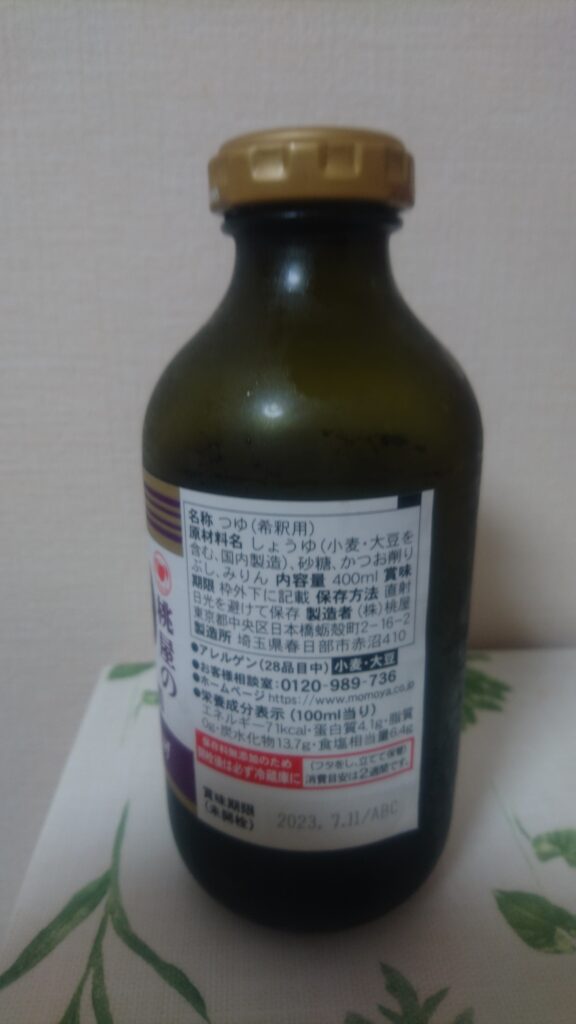 名称 つゆ(希釈用)
原材料名 しょうゆ(小麦・大豆を
含む、国内製造)、砂糖、かつお削り
ぶし、みりん 内容量 400ml 賞味
期限 枠外下に記載 保存方法 直射
日光を避けて保存 製造者 (株)桃屋
東京都中央区日本橋蛎殻町2-16-2
製造所 埼玉県春日部市赤沼410
●アレルゲン(28品目中) 小麦・大豆
●お客様相談室:0120-989-736
●ホームページ https://www.momoya.co.jp
●栄養成分表示(100ml当り)
エネルギー71kcal・蛋白質4.1g・脂質
0g・炭水化物13.7g・食塩相当量6.4g
保存料無添加のため
開栓後は必ず冷蔵庫に
(フタをし、立てて保管)
消費目安は2週間です。
賞味期限
(未開栓)
2023. 7.11/ABC
桃屋の